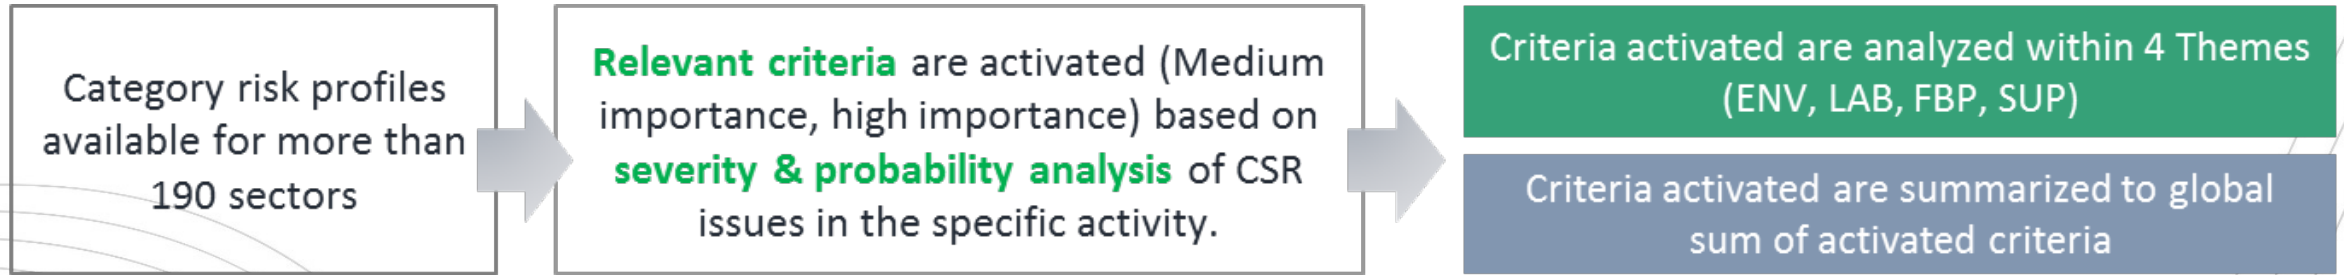 Category risk profiles
available for more than
190 sectors
Relevant criteria are activated (Medium
importance, high importance) based on
severity & probability analysis of CSR
issues in the specific activity.
Criteria activated are analyzed within 4 Themes
(ENV, LAB, FBP, SUP)
Criteria activated are summarized to global
sum of activated criteria